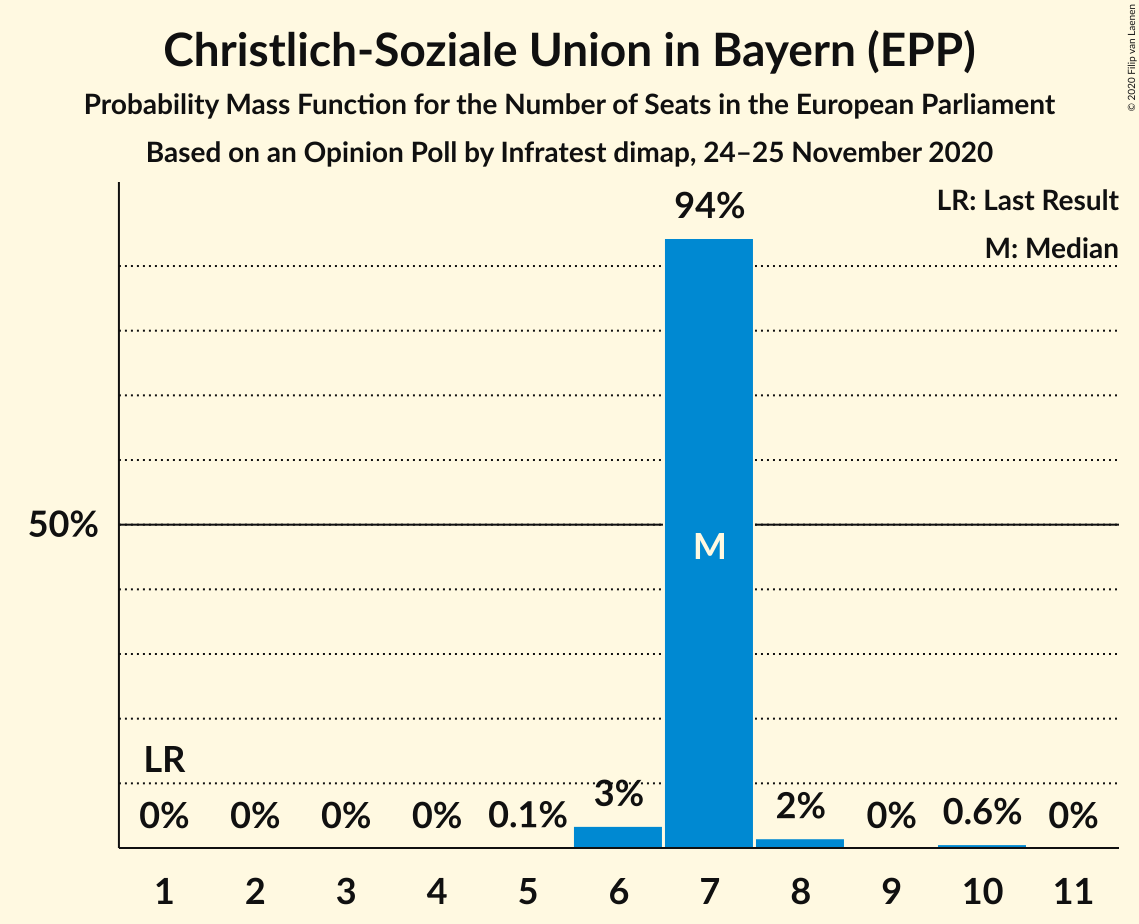 Christlich-Soziale Union in Bayern (EPP)
Probability Mass Function for the Number of Seats in the European Parliament
Based on an Opinion Poll by Infratest dimap, 24–25 November 2020
© 2020 Filip van Laenen
LR: Last Result
M: Median
94%
50%
M
LR
0% 0% 0% 0% 0.1% 3% 2% 0% 0.6% 0%
1 2 3 4 5 6 7 8 9 10 11